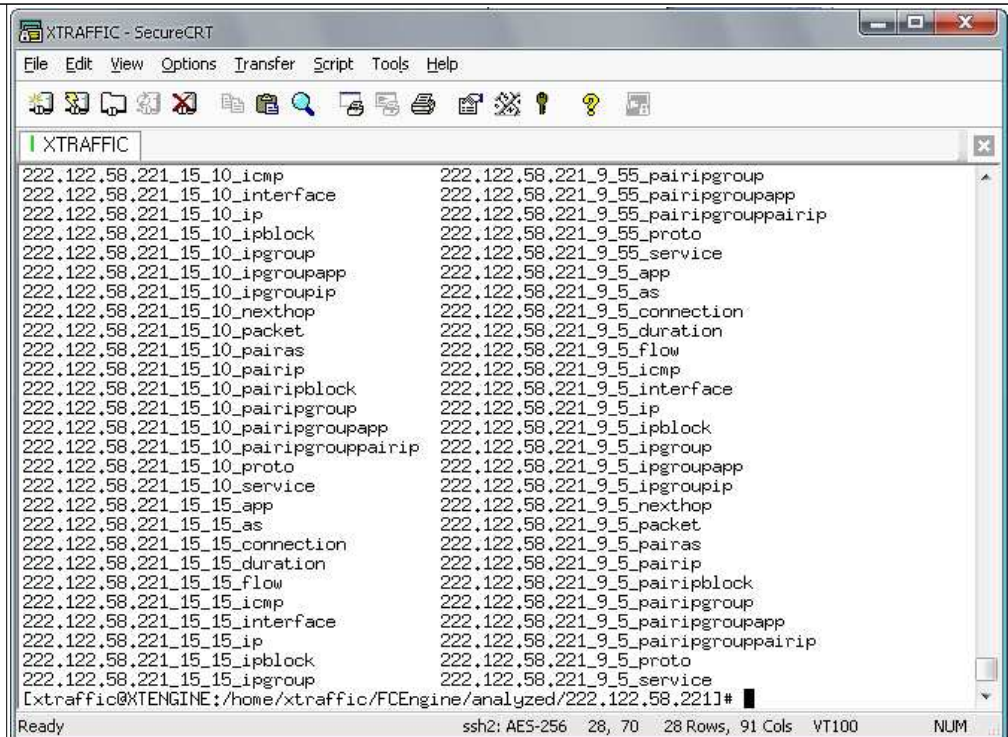 XTRAFFIC - SecureCRT
File Edit View Options Transfer Script Tools Help
XTRAFFIC
222.122.58.221_15_10_icmp 222.122.58.221_9_55_pairipgroup
222.122.58.221_15_10_interface 222.122.58.221_9_55_pairipgroupapp
222.122.58.221_15_10_ip 222.122.58.221_9_55_pairipgrouppairip
222.122.58.221_15_10_ipblock 222.122.58.221_9_55_proto
222.122.58.221_15_10_ipgroup 222.122.58.221_9_55_service
222.122.58.221_15_10_ipgroupapp 222.122.58.221_9_5_app
222.122.58.221_15_10_ipgroupip 222.122.58.221_9_5_as
222.122.58.221_15_10_nexthop 222.122.58.221_9_5_connection
222.122.58.221_15_10_packet 222.122.58.221_9_5_duration
222.122.58.221_15_10_pairas 222.122.58.221_9_5_flow
222.122.58.221_15_10_pairip 222.122.58.221_9_5_icmp
222.122.58.221_15_10_pairipblock 222.122.58.221_9_5_interface
222.122.58.221_15_10_pairipgroup 222.122.58.221_9_5_ip
222.122.58.221_15_10_pairipgroupapp 222.122.58.221_9_5_ipblock
222.122.58.221_15_10_pairipgrouppairip 222.122.58.221_9_5_ipgroup
222.122.58.221_15_10_proto 222.122.58.221_9_5_ipgroupapp
222.122.58.221_15_10_service 222.122.58.221_9_5_ipgroupip
222.122.58.221_15_15_app 222.122.58.221_9_5_nexthop
222.122.58.221_15_15_as 222.122.58.221_9_5_packet
222.122.58.221_15_15_connection 222.122.58.221_9_5_pairas
222.122.58.221_15_15_duration 222.122.58.221_9_5_pairip
222.122.58.221_15_15_flow 222.122.58.221_9_5_pairipblock
222.122.58.221_15_15_icmp 222.122.58.221_9_5_pairipgroup
222.122.58.221_15_15_interface 222.122.58.221_9_5_pairipgroupapp
222.122.58.221_15_15_ip 222.122.58.221_9_5_pairipgrouppairip
222.122.58.221_15_15_ipblock 222.122.58.221_9_5_proto
222.122.58.221_15_15_ipgroup 222.122.58.221_9_5_service
[xtraffic@XTENGINE:/home/xtraffic/FCEngine/analyzed/222.122.58.221]#
Ready ssh2: AES-256 28, 70 28 Rows, 91 Cols VT100 NUM